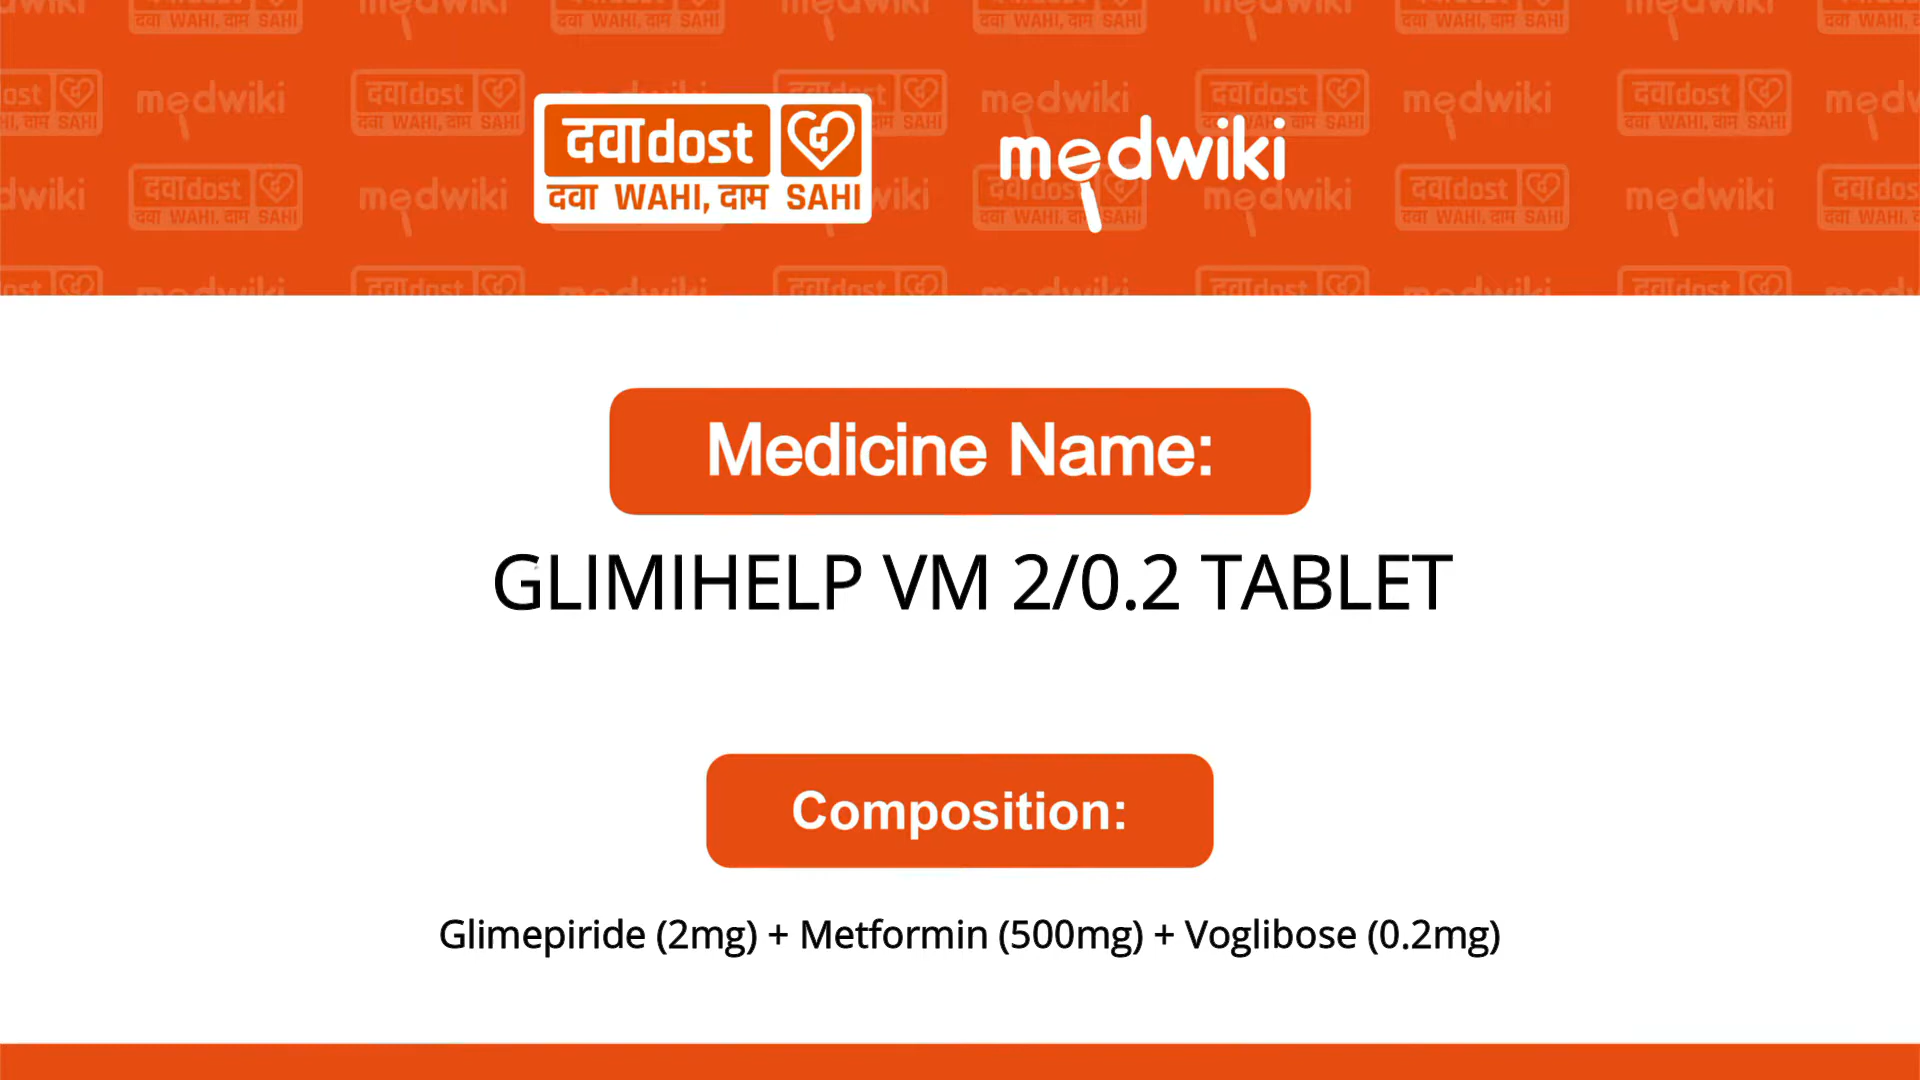 दवाdost
दवा WAHI, दाम SAHI
medwiki
Medicine Name:
GLIMIHELP VM 2/0.2 TABLET
Composition:
Glimepiride (2mg) + Metformin (500mg) + Voglibose (0.2mg)